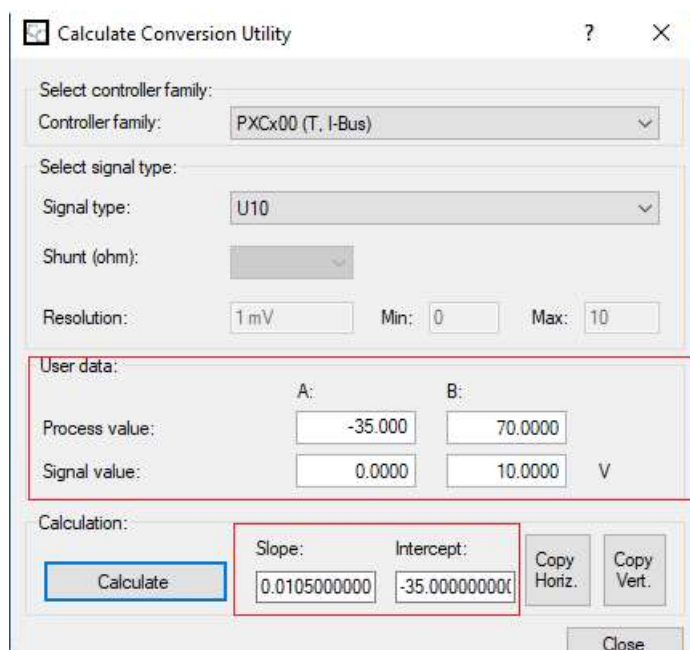 Calculate Conversion Utility ?
Select controller family:
Controller family: PXCx00 (T, I-Bus)
Select signal type:
Signal type: U10
Shunt (ohm):
Resolution: 1 mV Min: 0 Max: 10
User data:
A: B:
Process value: -35.000 70.0000
Signal value: 0.0000 10.0000 V
Calculation:
Slope: Intercept:
Calculate 0.0105000000 -35.00000000( Copy Horiz. Copy Vert.
Close